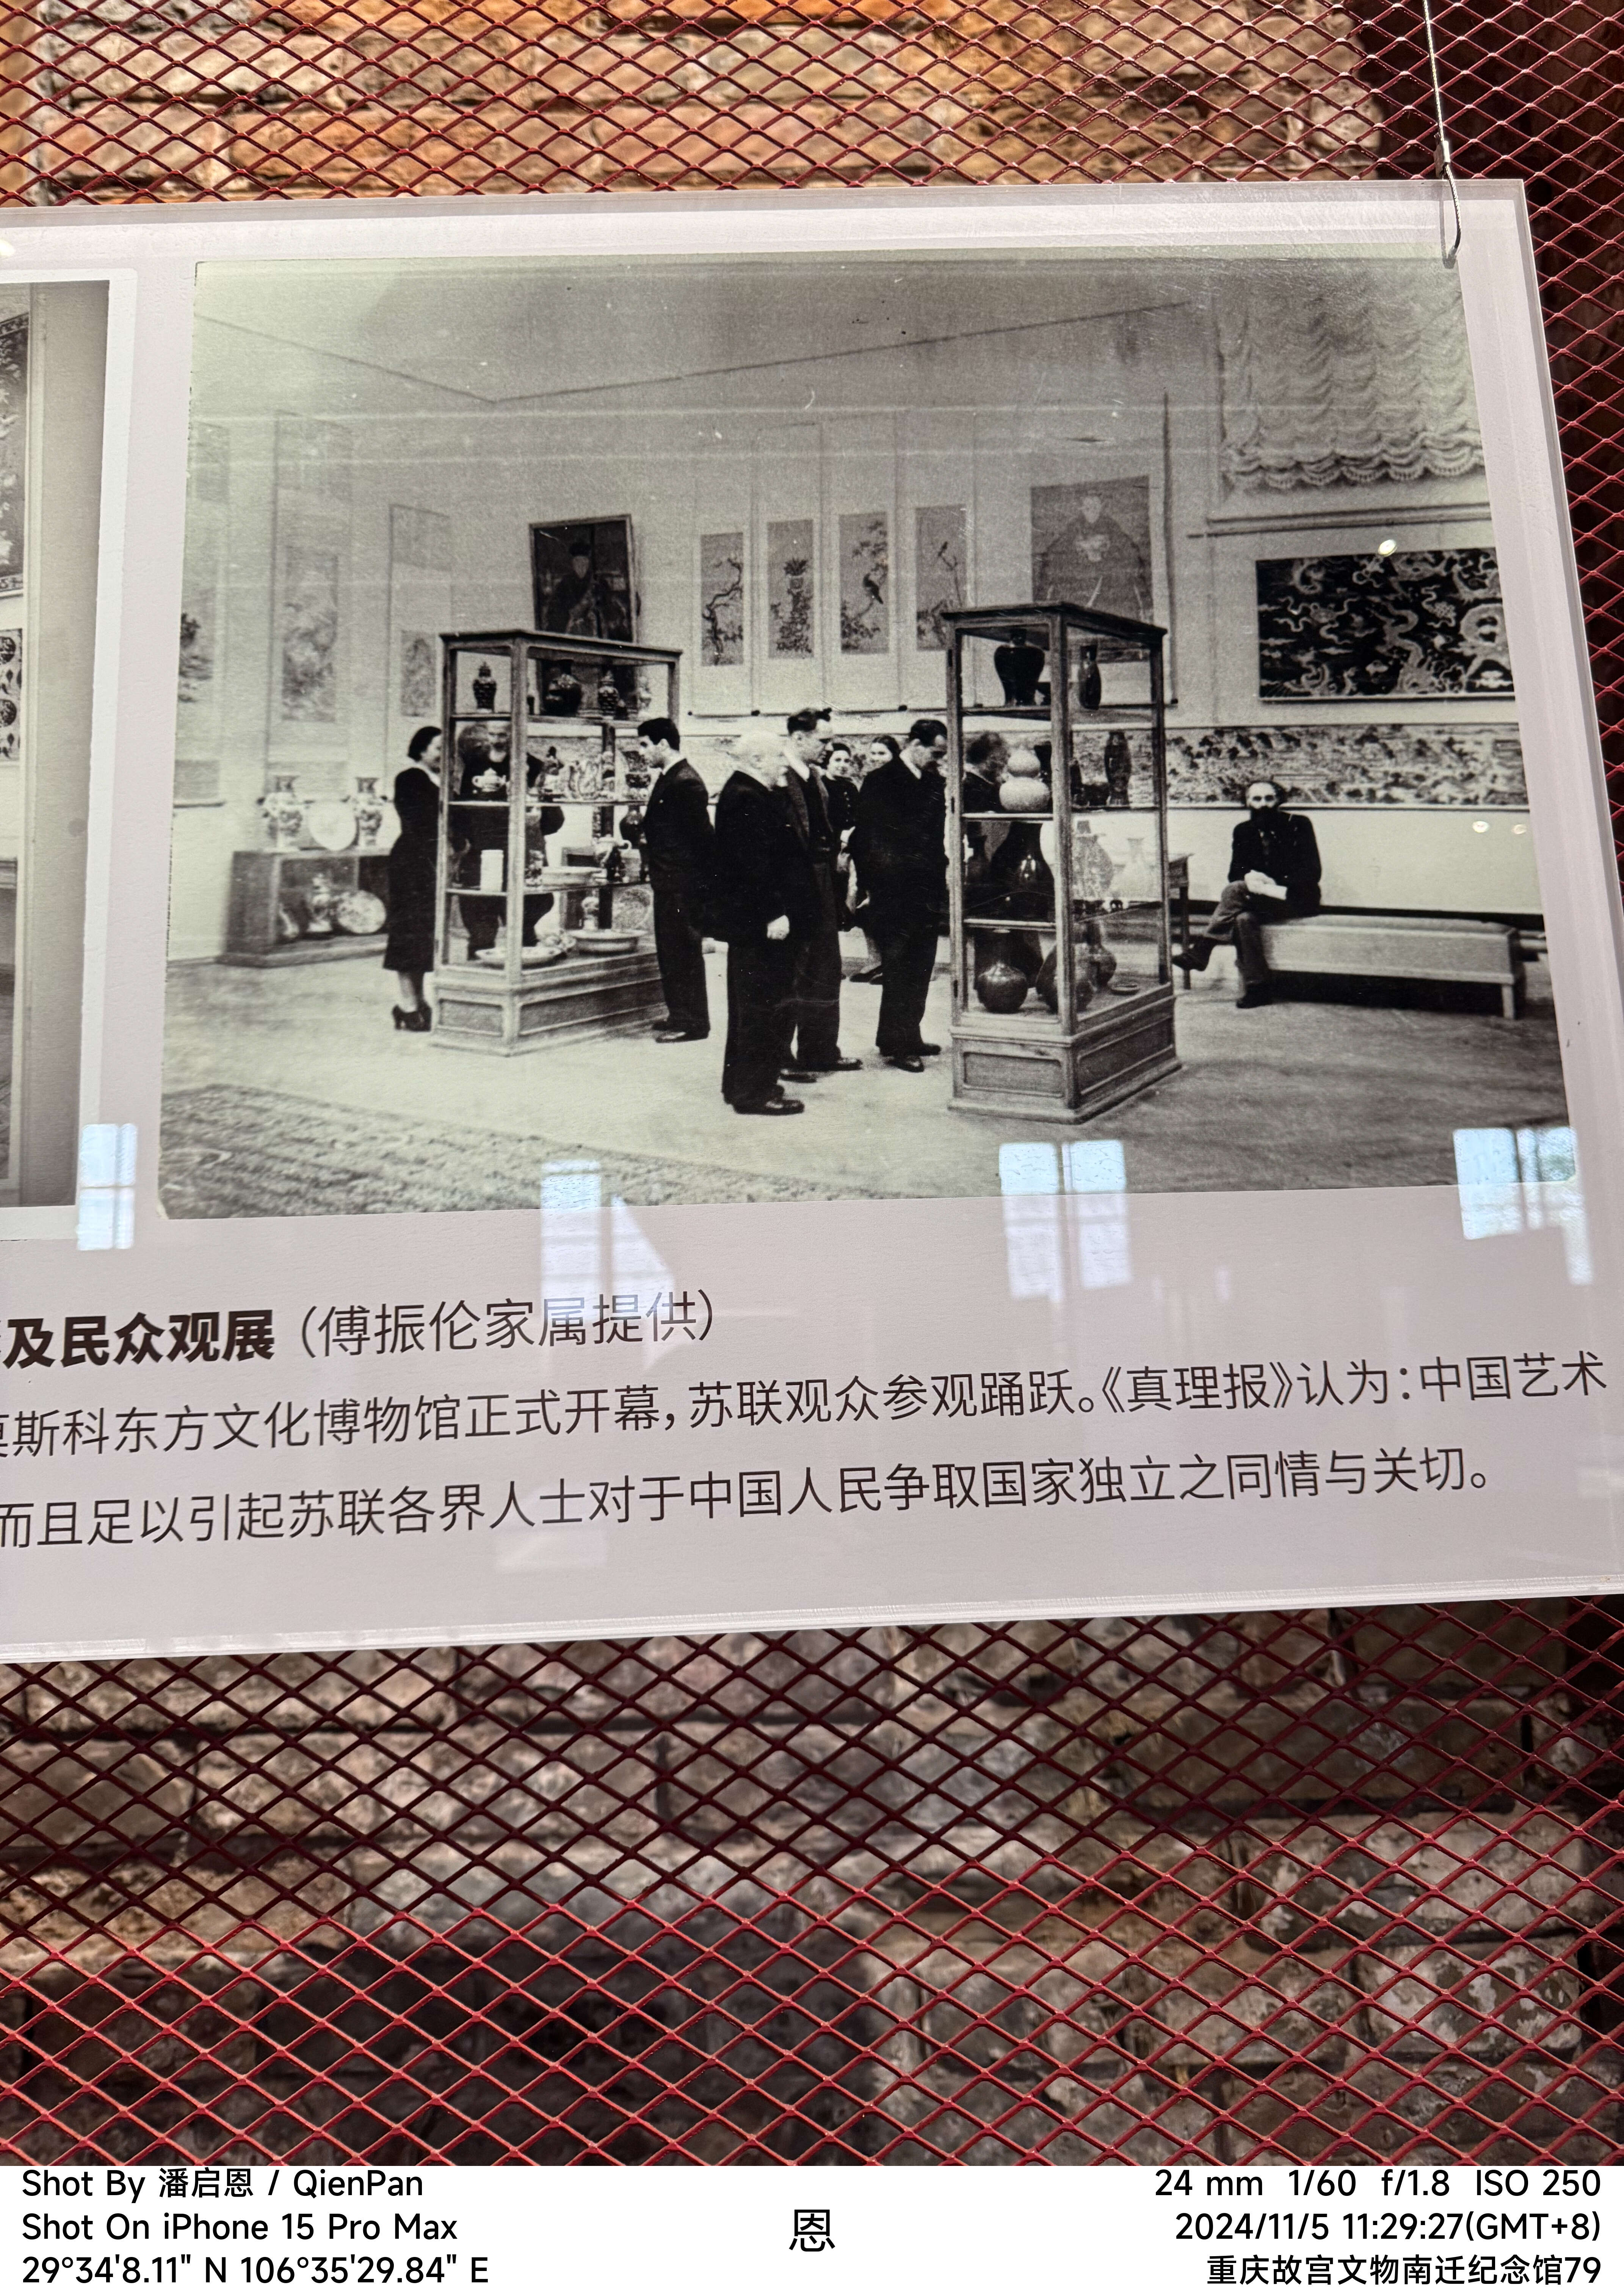 及民众观展（傅振伦家属提供）
莫斯科东方文化博物馆正式开幕，苏联观众参观踊跃。《真理报》认为：中国艺术
而且足以引起苏联各界人士对于中国人民争取国家独立之同情与关切。
Shot By 潘启恩 / QienPan
Shot On iPhone 15 Pro Max
29°34'8.11" N 106°35'29.84" E
恩
24 mm 1/60 f/1.8 ISO 250
2024/11/5 11:29:27(GMT+8)
重庆故宫文物南迁纪念馆79